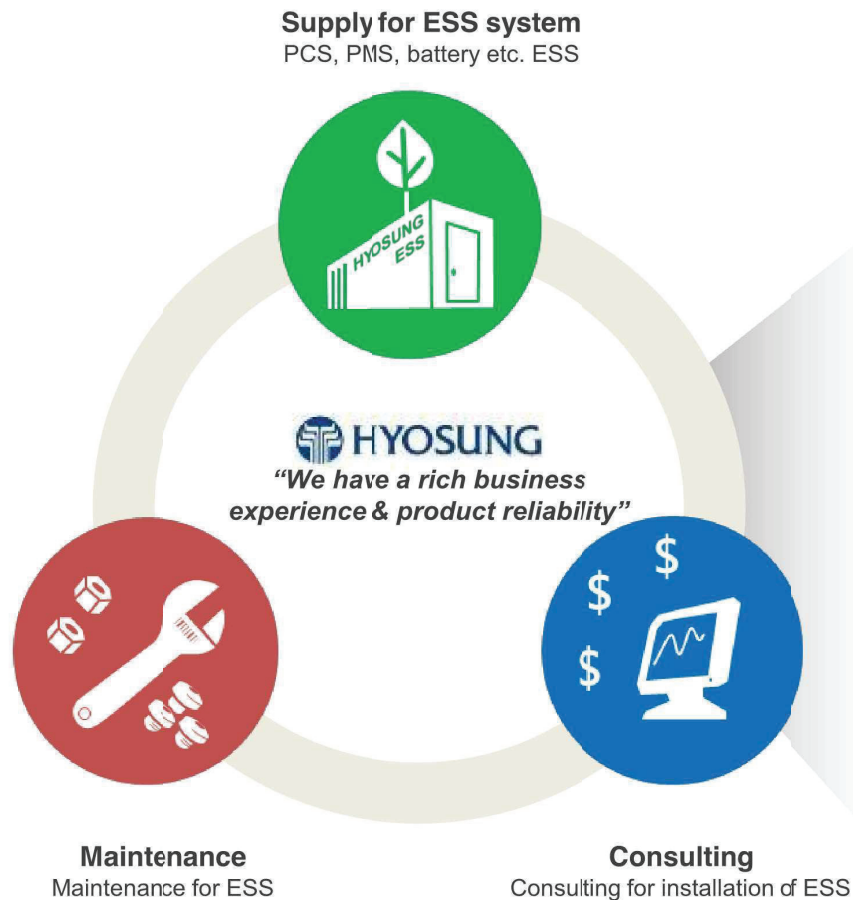 Supply for ESS system
PCS, PMS, battery etc. ESS
HYOSUNG
ESS
HYOSUNG
“We have a rich business
experience & product reliability”
$
$
$
Maintenance
Maintenance for ESS
Consulting
Consulting for installation of ESS